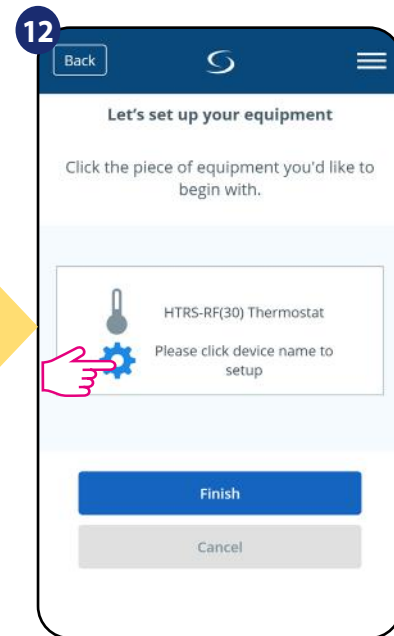 12
Back
Let's set up your equipment
Click the piece of equipment you'd like to
begin with.
HTRS-RF(30) Thermostat
Please click device name to
setup
Finish
Cancel